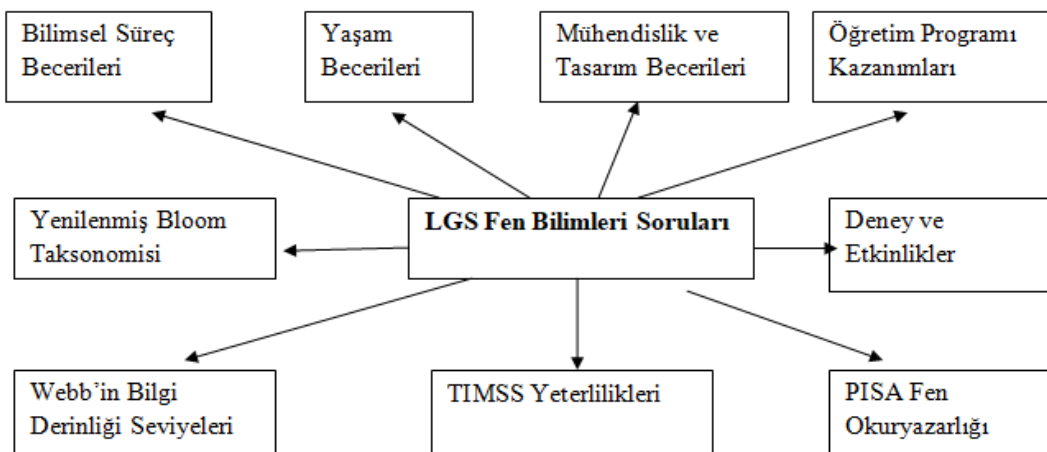 Bilimsel Süreç
Becerileri
Yaşam
Becerileri
Mühendislik ve
Tasarım Becerileri
Öğretim Programı
Kazanımları
Yenilenmiş Bloom
Taksonomisi
LGS Fen Bilimleri Soruları
Deney ve
Etkinlikler
Webb’in Bilgi
Derinliği Seviyeleri
TIMSS Yeterlilikleri
PISA Fen
Okuryazarlığı